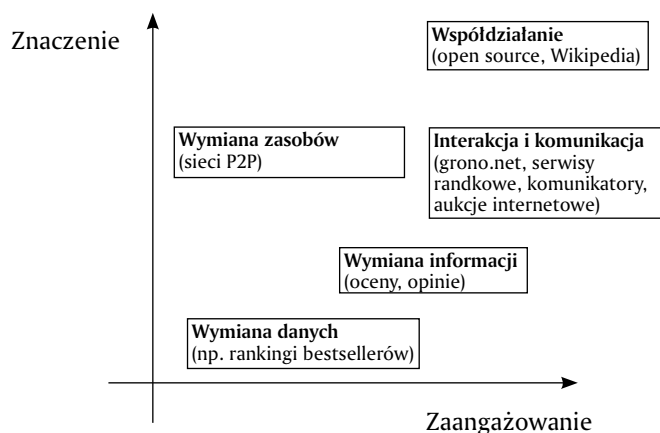 Znaczenie
Współdziałanie
(open source, Wikipedia)
Wymiana zasobów
(sieci P2P)
Interakcja i komunikacja
(grono.net, serwisy
randkowe, komunikatory,
aukcje internetowe)
Wymiana informacji
(oceny, opinie)
Wymiana danych
(np. rankingi bestsellerów)
Zaangażowanie